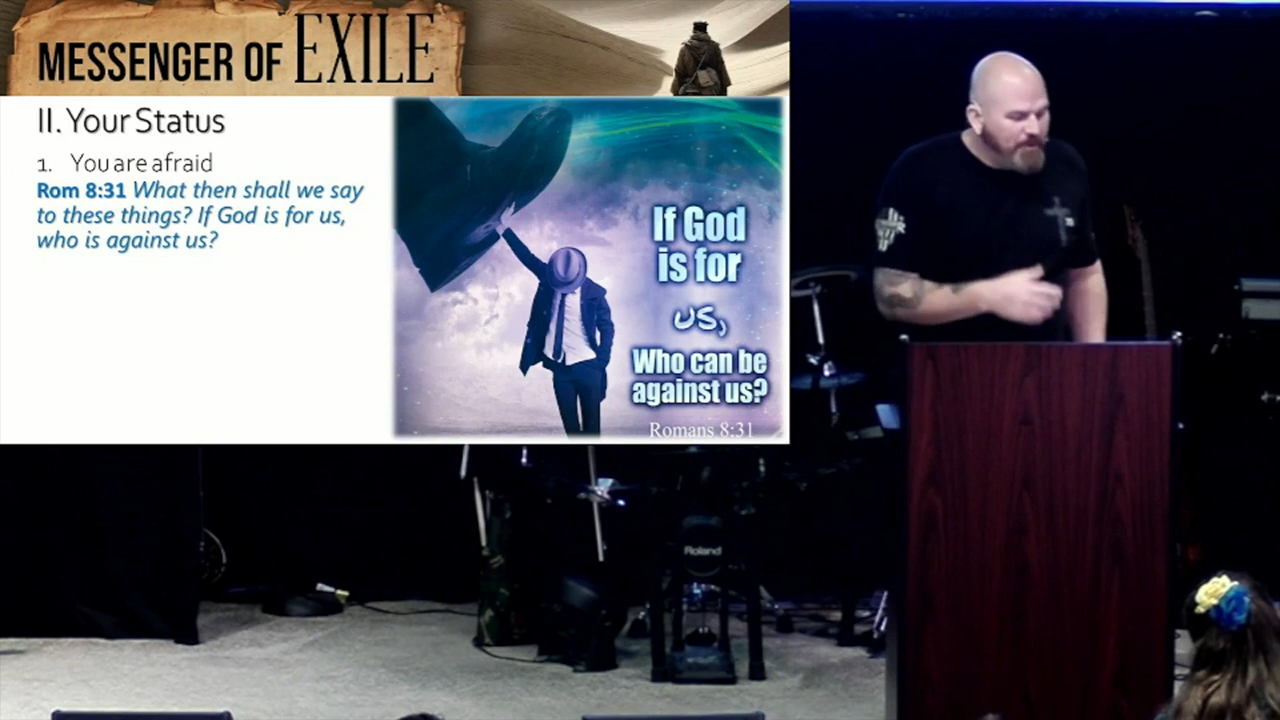 MESSENGER OF EXILE
II. Your Status
1. You are afraid
Rom 8:31 What then shall we say
to these things? If God is for us,
who is against us?
If God
is for
us,
Who can be
against us?
Romans 8:31
Roland